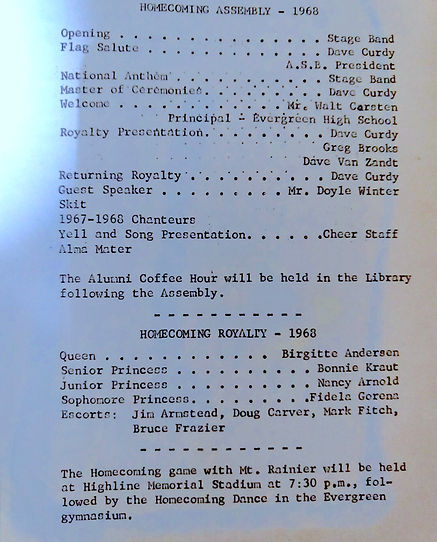 HOMECOMING ASSEMBLY - 1968
Opening . . . . . . . . . . . . . . . Stage Band
Flag Salute . . . . . . . . . . . . . Dave Curdy
A.S.B. President
National Anthem . . . . . . . . . . . Stage Band
Master of Ceremonies. . . . . . . . . Dave Curdy
Welcome . . . . . . . . . . . . Mr. Walt Carsten
Principal - Evergreen High School
Royalty Presentation. . . . . . . . . Dave Curdy
Greg Brooks
Dave Van Zandt
Returning Royalty . . . . . . . . . . Dave Curdy
Guest Speaker . . . . . . . . . Mr. Doyle Winter
Skit
1967-1968 Chanteurs
Yell and Song Presentation. . . . . .Cheer Staff
Alma Mater
The Alumni Coffee Hour will be held in the Library
following the Assembly.
- - - - - - - - - - - -
HOMECOMING ROYALTY - 1968
Queen . . . . . . . . . . . . Birgitte Andersen
Senior Princess . . . . . . . . . . Bonnie Kraut
Junior Princess . . . . . . . . . . Nancy Arnold
Sophomore Princess. . . . . . . . .Fidela Gorena
Escorts: Jim Armstead, Doug Carver, Mark Fitch,
Bruce Frazier
- - - - - - - - - - - -
The Homecoming game with Mt. Rainier will be held
at Highline Memorial Stadium at 7:30 p.m., fol-
lowed by the Homecoming Dance in the Evergreen
gymnasium.